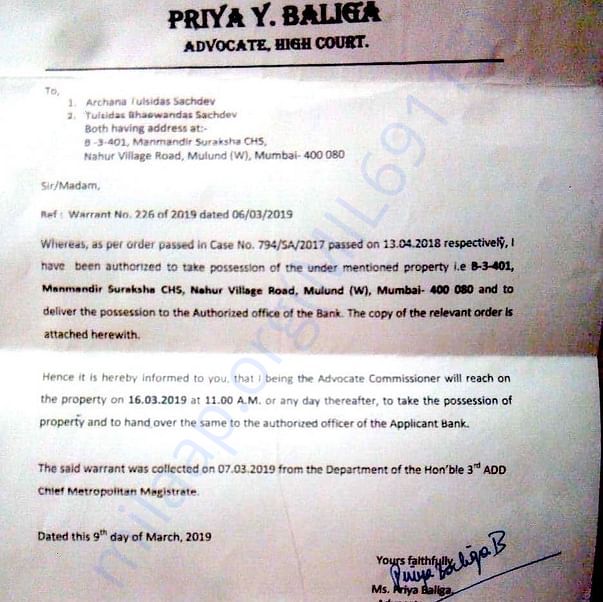 PRIYA Y. BALIGA
ADVOCATE, HIGH COURT.
To,
1. Archana Tulsidas Sachdev
2. Tulsidas Bhagwandas Sachdev
Both having address at:-
B -3-401, Manmandir Suraksha CHS,
Nahur Village Road, Mulund (W), Mumbai- 400 080
Sir/Madam,
Ref : Warrant No. 226 of 2019 dated 06/03/2019
Whereas, as per order passed in Case No. 794/SA/2017 passed on 13.04.2018 respectively, I
have been authorized to take possession of the under mentioned property i.e B-3-401,
Manmandir Suraksha CHS, Nahur Village Road, Mulund (W), Mumbai- 400 080 and to
deliver the possession to the Authorized office of the Bank. The copy of the relevant order is
attached herewith.
Hence it is hereby informed to you, that I being the Advocate Commissioner will reach on
the property on 16.03.2019 at 11.00 A.M. or any day thereafter, to take the possession of
property and to hand over the same to the authorized officer of the Applicant Bank.
The said warrant was collected on 07.03.2019 from the Department of the Hon'ble 3rd ADD
Chief Metropolitan Magistrate.
Dated this 9th day of March, 2019
Yours faithfully
Priya Baliga B
Ms. Priya Baliga,
milaap.org/MIL6911